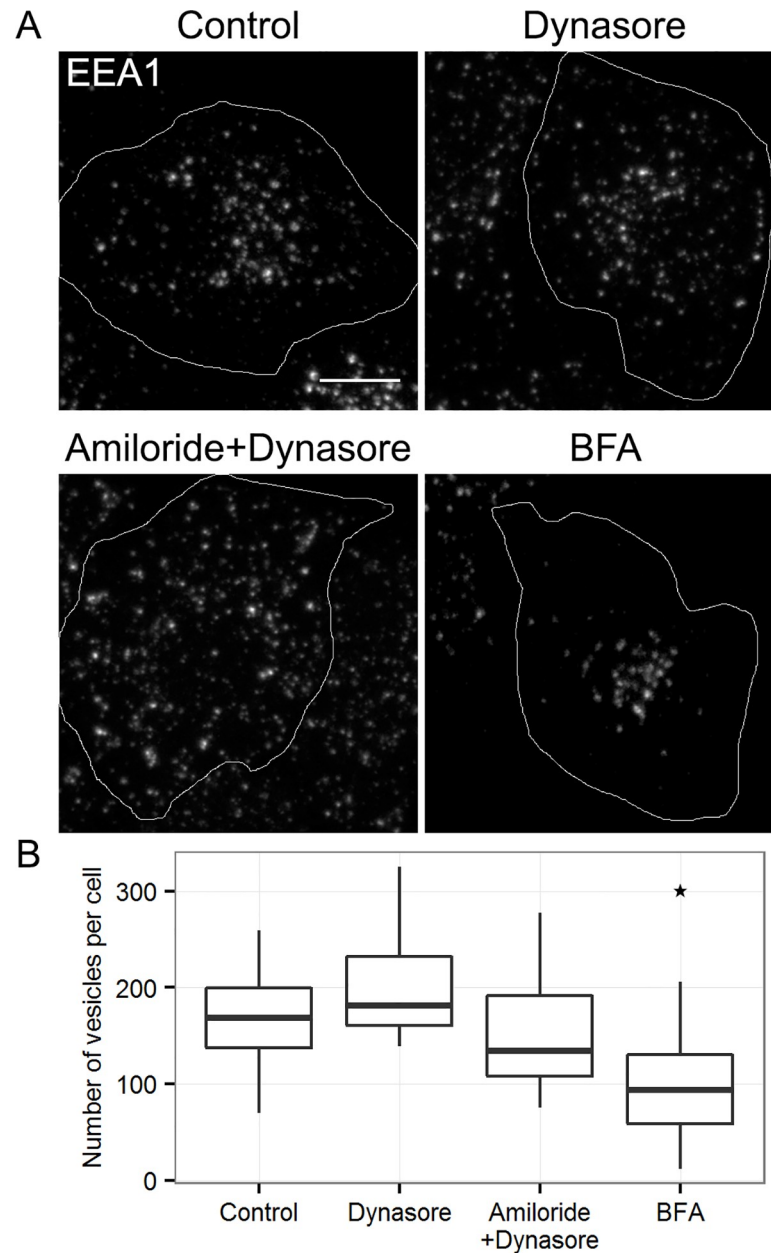 A
Control
Dynasore
EEA1
Amiloride+Dynasore
BFA
B
Number of vesicles per cell
300
200
100
0
Control
Dynasore
Amiloride
+Dynasore
BFA